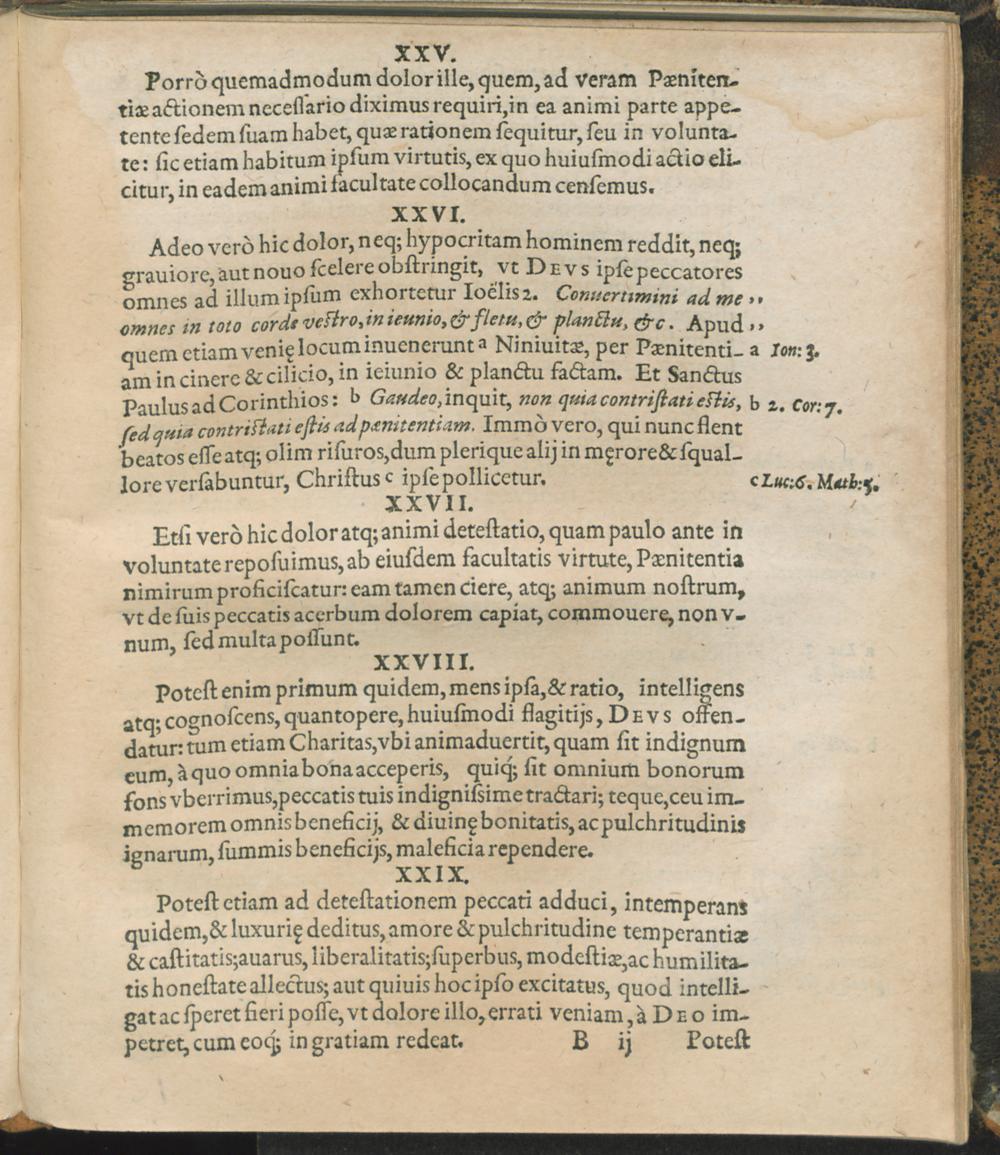 XXV.
Porrò quemadmodum dolor ille, quem, ad veram Pæniten-
tiæ actionem neceſſario diximus requiri, in ea animi parte appe-
tente ſedem ſuam habet, quæ rationem ſequitur, ſeu in volunta-
te: ſic etiam habitum ipſum virtutis, ex quo huiuſmodi actio eli-
citur, in eadem animi facultate collocandum cenſemus.
XXVI.
Adeo verò hic dolor, neq; hypocritam hominem reddit, neq;
grauiore, aut nouo ſcelere obſtringit, vt DEVS ipſe peccatores
omnes ad illum ipſum exhortetur Ioëlis 2. Conuertimini ad me ,,
omnes in toto corde veſtro, in ieunio, & fletu, & planctu, &c. Apud ,,
quem etiam venię locum inuenerunt a Niniuitæ, per Pænitenti- a Ion: 3.
am in cinere & cilicio, in ieiunio & planctu factam. Et Sanctus
Paulus ad Corinthios: b Gaudeo, inquit, non quia contriſtati eſtis, b 2. Cor: 7.
ſed quia contriſtati eſtis ad pænitentiam. Immò vero, qui nunc flent
beatos eſſe atq; olim riſuros, dum plerique alij in męrore & ſqual-
lore verſabuntur, Chriſtus c ipſe pollicetur. c Luc: 6. Math: 5.
XXVII.
Etſi verò hic dolor atq; animi deteſtatio, quam paulo ante in
voluntate repoſuimus, ab eiuſdem facultatis virtute, Pænitentia
nimirum proficiſcatur: eam tamen ciere, atq; animum noſtrum,
vt de ſuis peccatis acerbum dolorem capiat, commouere, non v-
num, ſed multa poſſunt.
XXVIII.
Poteſt enim primum quidem, mens ipſa, & ratio, intelligens
atq; cognoſcens, quantopere, huiuſmodi flagitijs, DEVS offen-
datur: tum etiam Charitas, vbi animaduertit, quam ſit indignum
eum, à quo omnia bona acceperis, quiq́; ſit omnium bonorum
fons vberrimus, peccatis tuis indigniſsime tractari; teque, ceu im-
memorem omnis beneficij, & diuinę bonitatis, ac pulchritudinis
ignarum, ſummis beneficijs, maleficia rependere.
XXIX.
Poteſt etiam ad deteſtationem peccati adduci, intemperans
quidem, & luxurię deditus, amore & pulchritudine temperantiæ
& caſtitatis; auarus, liberalitatis; ſuperbus, modeſtiæ, ac humilita-
tis honeſtate allectus; aut quiuis hoc ipſo excitatus, quod intelli-
gat ac ſperet fieri poſſe, vt dolore illo, errati veniam, à DEO im-
petret, cum eoq́; in gratiam redeat. B ij Poteſt